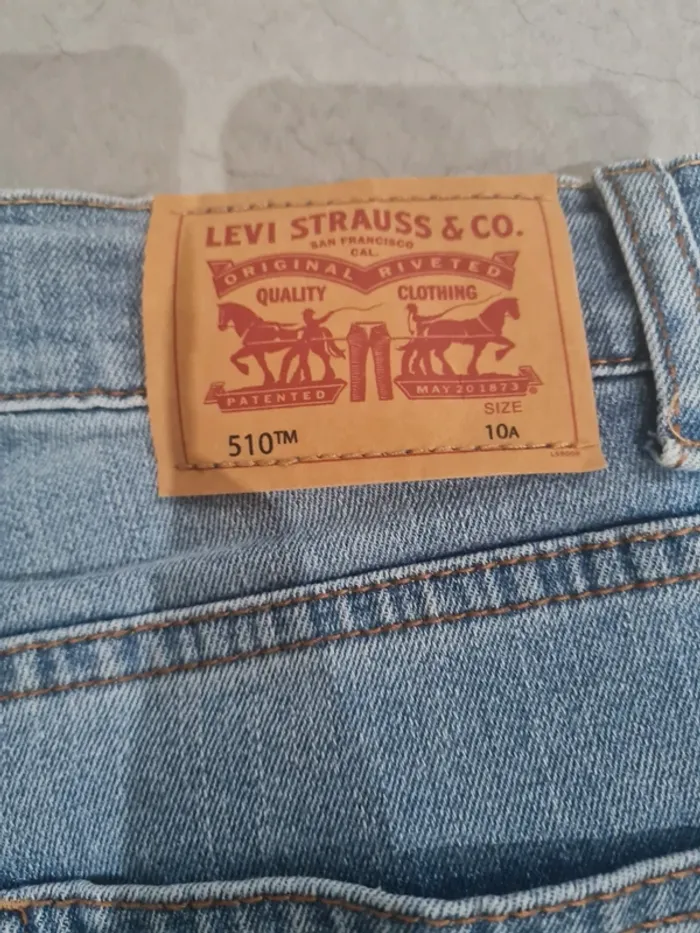 LEVI STRAUSS & CO.
SAN FRANCISCO
CAL.
ORIGINAL RIVETED
QUALITY CLOTHING
PATENTED MAY 20 1873 ®
SIZE
510™ 10A